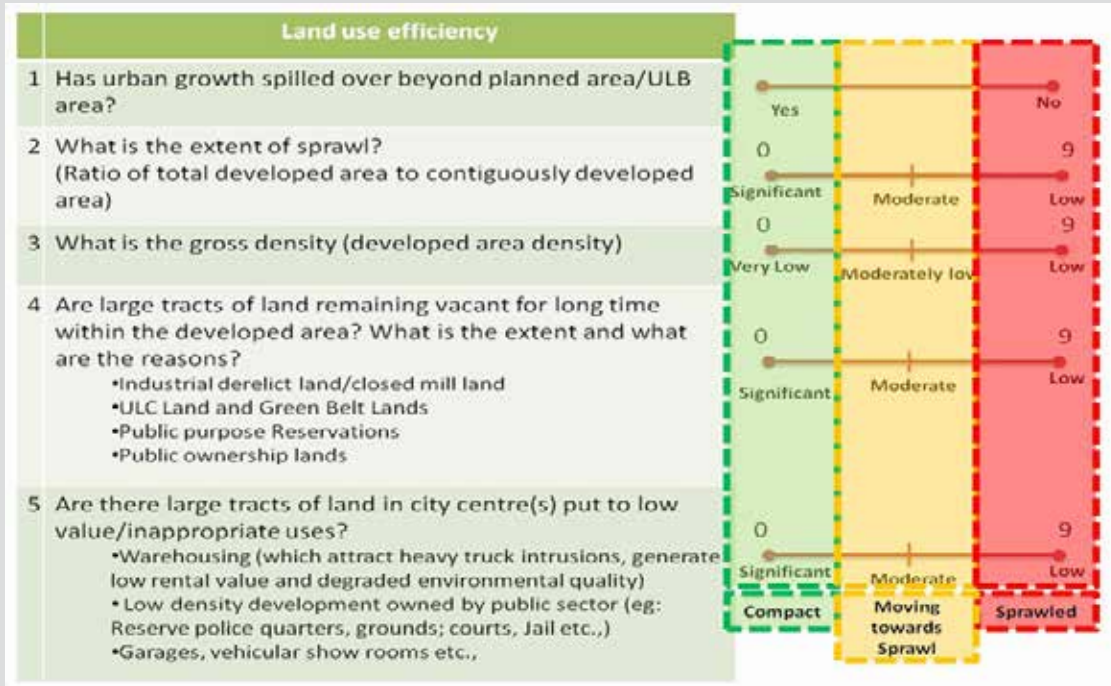 Land use efficiency
1 Has urban growth spilled over beyond planned area/ULB
area?
Yes
No
2 What is the extent of sprawl?
(Ratio of total developed area to contiguously developed
area)
0
9
Significant
Moderate
Low
3 What is the gross density (developed area density)
0
9
Very Low
Moderately lov
Low
4 Are large tracts of land remaining vacant for long time
within the developed area? What is the extent and what
are the reasons?
•Industrial derelict land/closed mill land
•ULC Land and Green Belt Lands
•Public purpose Reservations
•Public ownership lands
0
9
Significant
Moderate
Low
5 Are there large tracts of land in city centre(s) put to low
value/inappropriate uses?
•Warehousing (which attract heavy truck intrusions, generate
low rental value and degraded environmental quality)
• Low density development owned by public sector (eg:
Reserve police quarters, grounds; courts, Jail etc.,)
•Garages, vehicular show rooms etc.,
0
9
Significant
Moderate
Low
Compact
Moving
towards
Sprawl
Sprawled